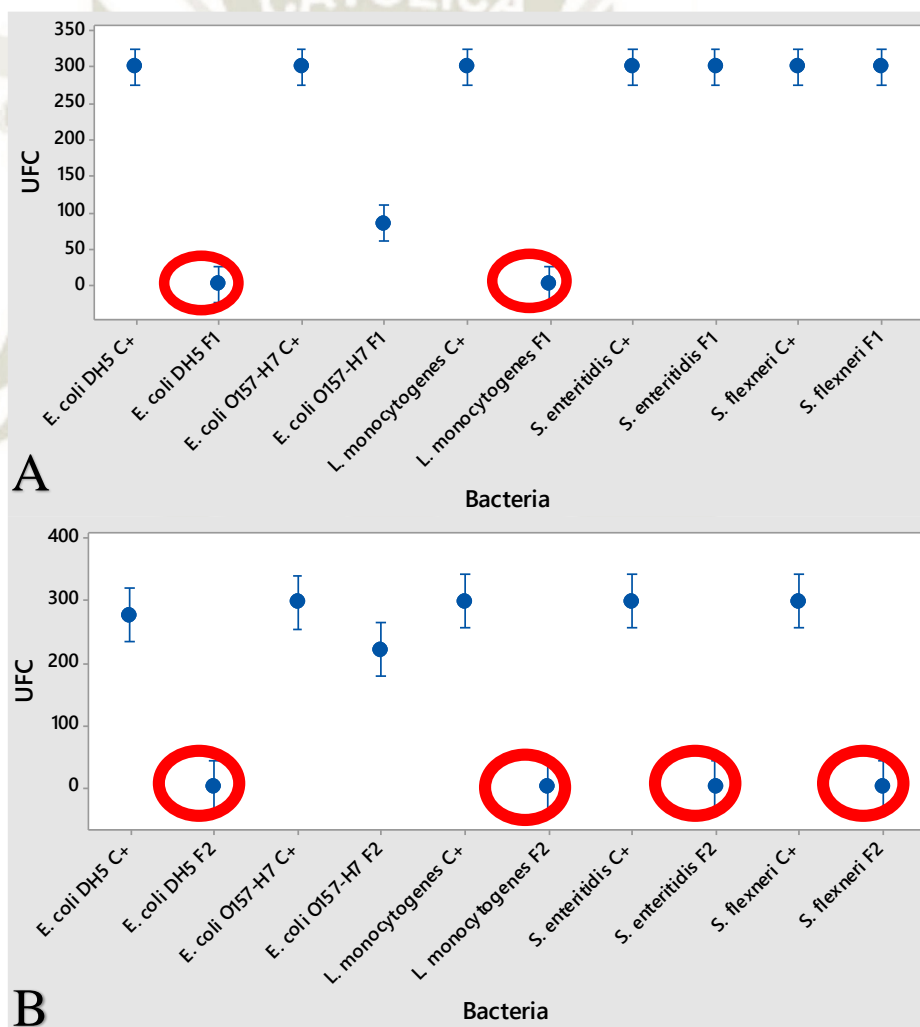 CATOLICA
350
300
250
200
150
100
50
0
UFC
E. coli DH5 C+
E. coli DH5 F1
E. coli O157-H7 C+
E. coli O157-H7 F1
L. monocytogenes C+
L. monocytogenes F1
S. enteritidis C+
S. enteritidis F1
S. flexneri C+
S. flexneri F1
A
Bacteria
400
300
200
100
0
UFC
E. coli DH5 C+
E. coli DH5 F2
E. coli O157-H7 C+
E. coli O157-H7 F2
L. monocytogenes C+
L. monocytogenes F2
S. enteritidis C+
S. enteritidis F2
S. flexneri C+
S. flexneri F2
B
Bacteria